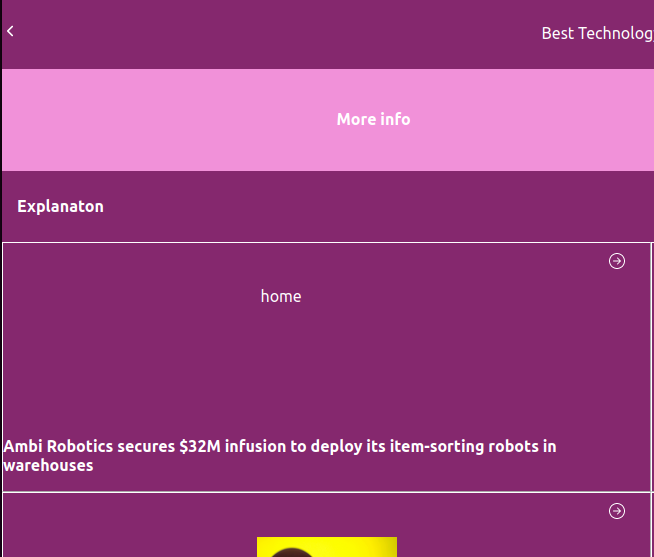 Best Technolog
More info
Explanaton
home
Ambi Robotics secures $32M infusion to deploy its item-sorting robots in
warehouses